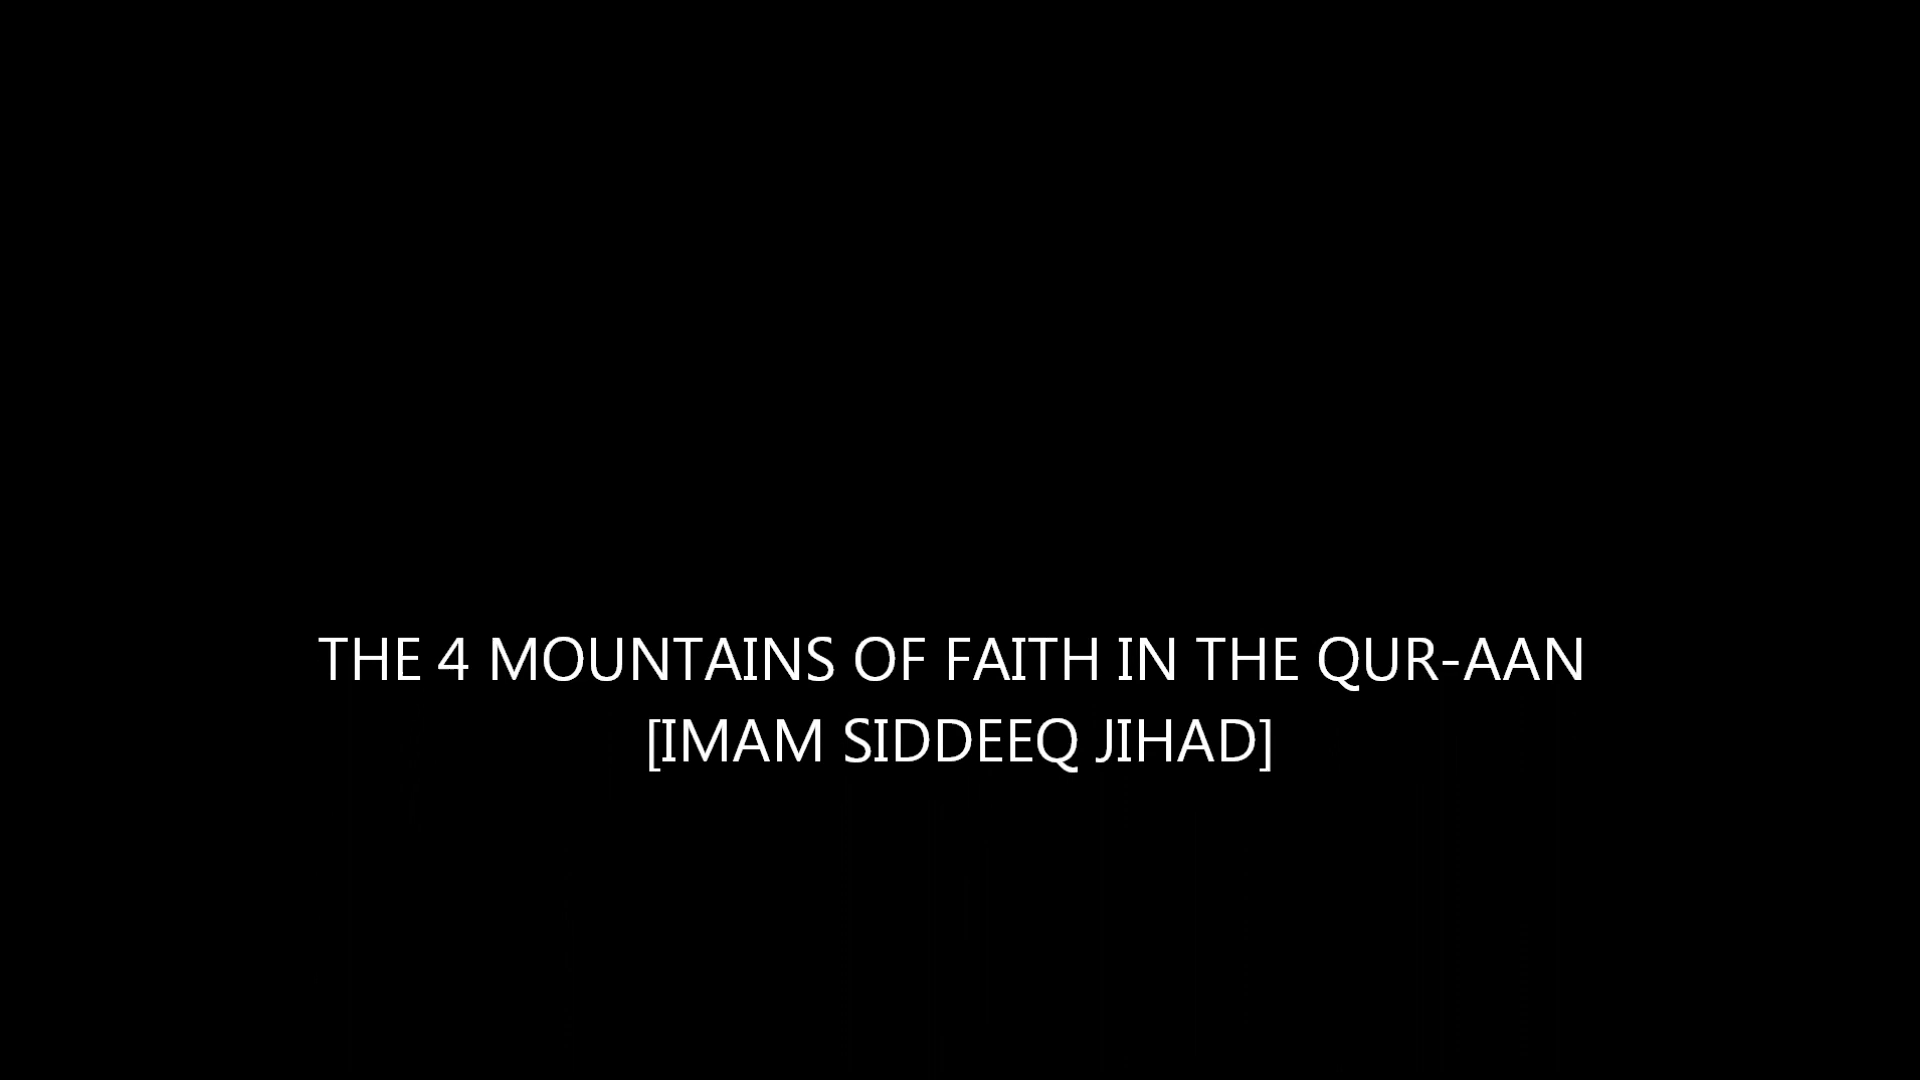 THE 4 MOUNTAINS OF FAITH IN THE QUR-AAN
[IMAM SIDDEEQ JIHAD]